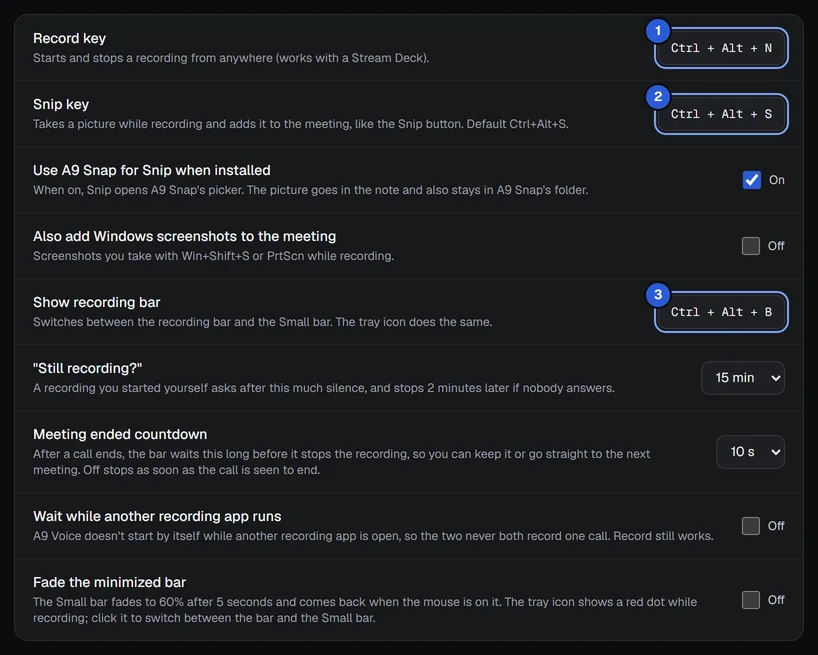 Record key
Starts and stops a recording from anywhere (works with a Stream Deck).
1
Ctrl + Alt + N
Snip key
Takes a picture while recording and adds it to the meeting, like the Snip button. Default Ctrl+Alt+S.
2
Ctrl + Alt + S
Use A9 Snap for Snip when installed
When on, Snip opens A9 Snap's picker. The picture goes in the note and also stays in A9 Snap's folder.
On
Also add Windows screenshots to the meeting
Screenshots you take with Win+Shift+S or PrtScn while recording.
Off
Show recording bar
Switches between the recording bar and the Small bar. The tray icon does the same.
3
Ctrl + Alt + B
"Still recording?"
A recording you started yourself asks after this much silence, and stops 2 minutes later if nobody answers.
15 min
Meeting ended countdown
After a call ends, the bar waits this long before it stops the recording, so you can keep it or go straight to the next
meeting. Off stops as soon as the call is seen to end.
10 s
Wait while another recording app runs
A9 Voice doesn't start by itself while another recording app is open, so the two never both record one call. Record still works.
Off
Fade the minimized bar
The Small bar fades to 60% after 5 seconds and comes back when the mouse is on it. The tray icon shows a red dot while
recording; click it to switch between the bar and the Small bar.
Off